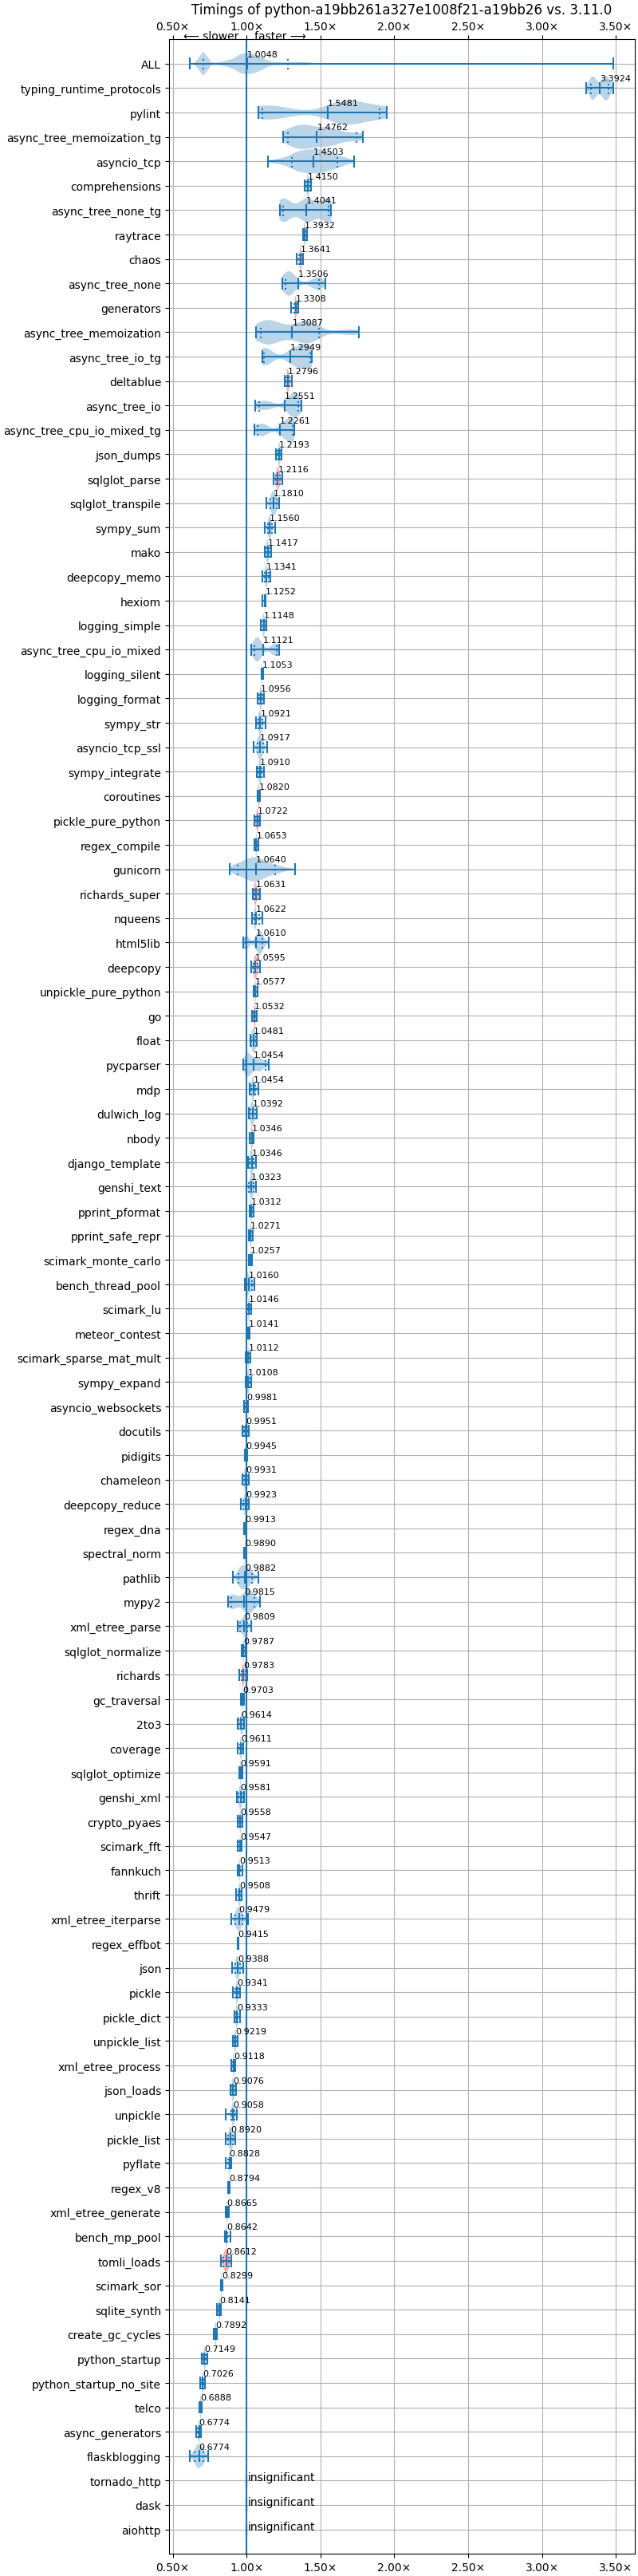 Timings of python-a19bb261a327e1008f21-a19bb26 vs. 3.11.0
0.50× 1.00× 1.50× 2.00× 2.50× 3.00× 3.50×
⟵ slower faster ⟶
ALL 1.0048
typing_runtime_protocols 3.3924
pylint 1.5481
async_tree_memoization_tg 1.4762
asyncio_tcp 1.4503
comprehensions 1.4150
async_tree_none_tg 1.4041
raytrace 1.3932
chaos 1.3641
async_tree_none 1.3506
generators 1.3308
async_tree_memoization 1.3087
async_tree_io_tg 1.2949
deltablue 1.2796
async_tree_io 1.2551
async_tree_cpu_io_mixed_tg 1.2261
json_dumps 1.2193
sqlglot_parse 1.2116
sqlglot_transpile 1.1810
sympy_sum 1.1560
mako 1.1417
deepcopy_memo 1.1341
hexiom 1.1252
logging_simple 1.1148
async_tree_cpu_io_mixed 1.1121
logging_silent 1.1053
logging_format 1.0956
sympy_str 1.0921
asyncio_tcp_ssl 1.0917
sympy_integrate 1.0910
coroutines 1.0820
pickle_pure_python 1.0722
regex_compile 1.0653
gunicorn 1.0640
richards_super 1.0631
nqueens 1.0622
html5lib 1.0610
deepcopy 1.0595
unpickle_pure_python 1.0577
go 1.0532
float 1.0481
pycparser 1.0454
mdp 1.0454
dulwich_log 1.0392
nbody 1.0346
django_template 1.0346
genshi_text 1.0323
pprint_pformat 1.0312
pprint_safe_repr 1.0271
scimark_monte_carlo 1.0257
bench_thread_pool 1.0160
scimark_lu 1.0146
meteor_contest 1.0141
scimark_sparse_mat_mult 1.0112
sympy_expand 1.0108
asyncio_websockets 0.9981
docutils 0.9951
pidigits 0.9945
chameleon 0.9931
deepcopy_reduce 0.9923
regex_dna 0.9913
spectral_norm 0.9890
pathlib 0.9882
mypy2 0.9815
xml_etree_parse 0.9809
sqlglot_normalize 0.9787
richards 0.9783
gc_traversal 0.9703
2to3 0.9614
coverage 0.9611
sqlglot_optimize 0.9591
genshi_xml 0.9581
crypto_pyaes 0.9558
scimark_fft 0.9547
fannkuch 0.9513
thrift 0.9508
xml_etree_iterparse 0.9479
regex_effbot 0.9415
json 0.9388
pickle 0.9341
pickle_dict 0.9333
unpickle_list 0.9219
xml_etree_process 0.9118
json_loads 0.9076
unpickle 0.9058
pickle_list 0.8920
pyflate 0.8828
regex_v8 0.8794
xml_etree_generate 0.8665
bench_mp_pool 0.8642
tomli_loads 0.8612
scimark_sor 0.8299
sqlite_synth 0.8141
create_gc_cycles 0.7892
python_startup 0.7149
python_startup_no_site 0.7026
telco 0.6888
async_generators 0.6774
flaskblogging 0.6774
tornado_http insignificant
dask insignificant
aiohttp insignificant
0.50× 1.00× 1.50× 2.00× 2.50× 3.00× 3.50×